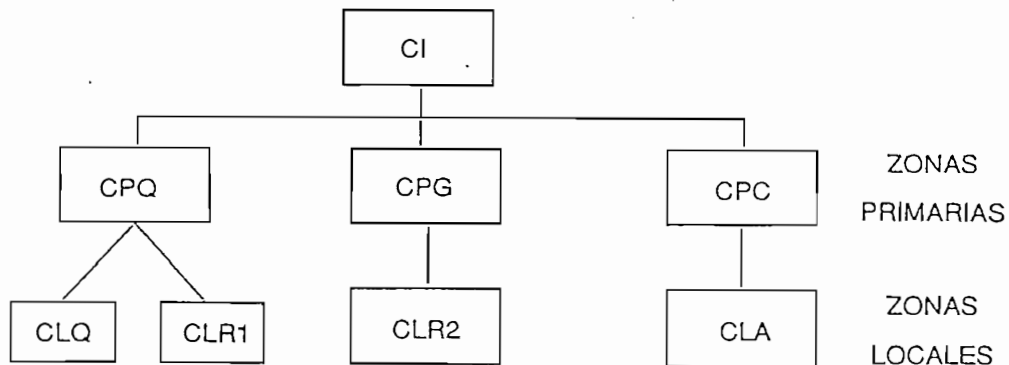 CI
CPQ CPG CPC ZONAS
PRIMARIAS
CLQ CLR1 CLR2 CLA ZONAS
LOCALES